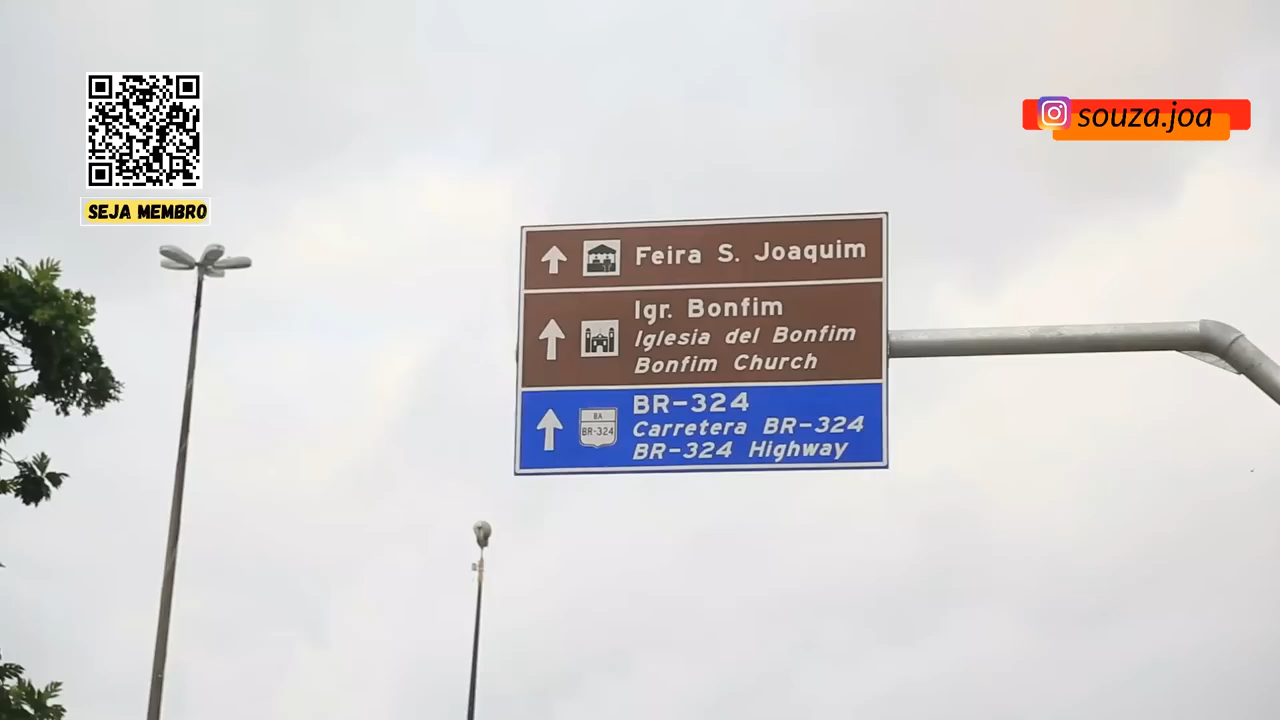 SEJA MEMBRO
souza.joa
Feira S. Joaquim
Igr. Bonfim
Iglesia del Bonfim
Bonfim Church
BA
BR-324
BR-324
Carretera BR-324
BR-324 Highway